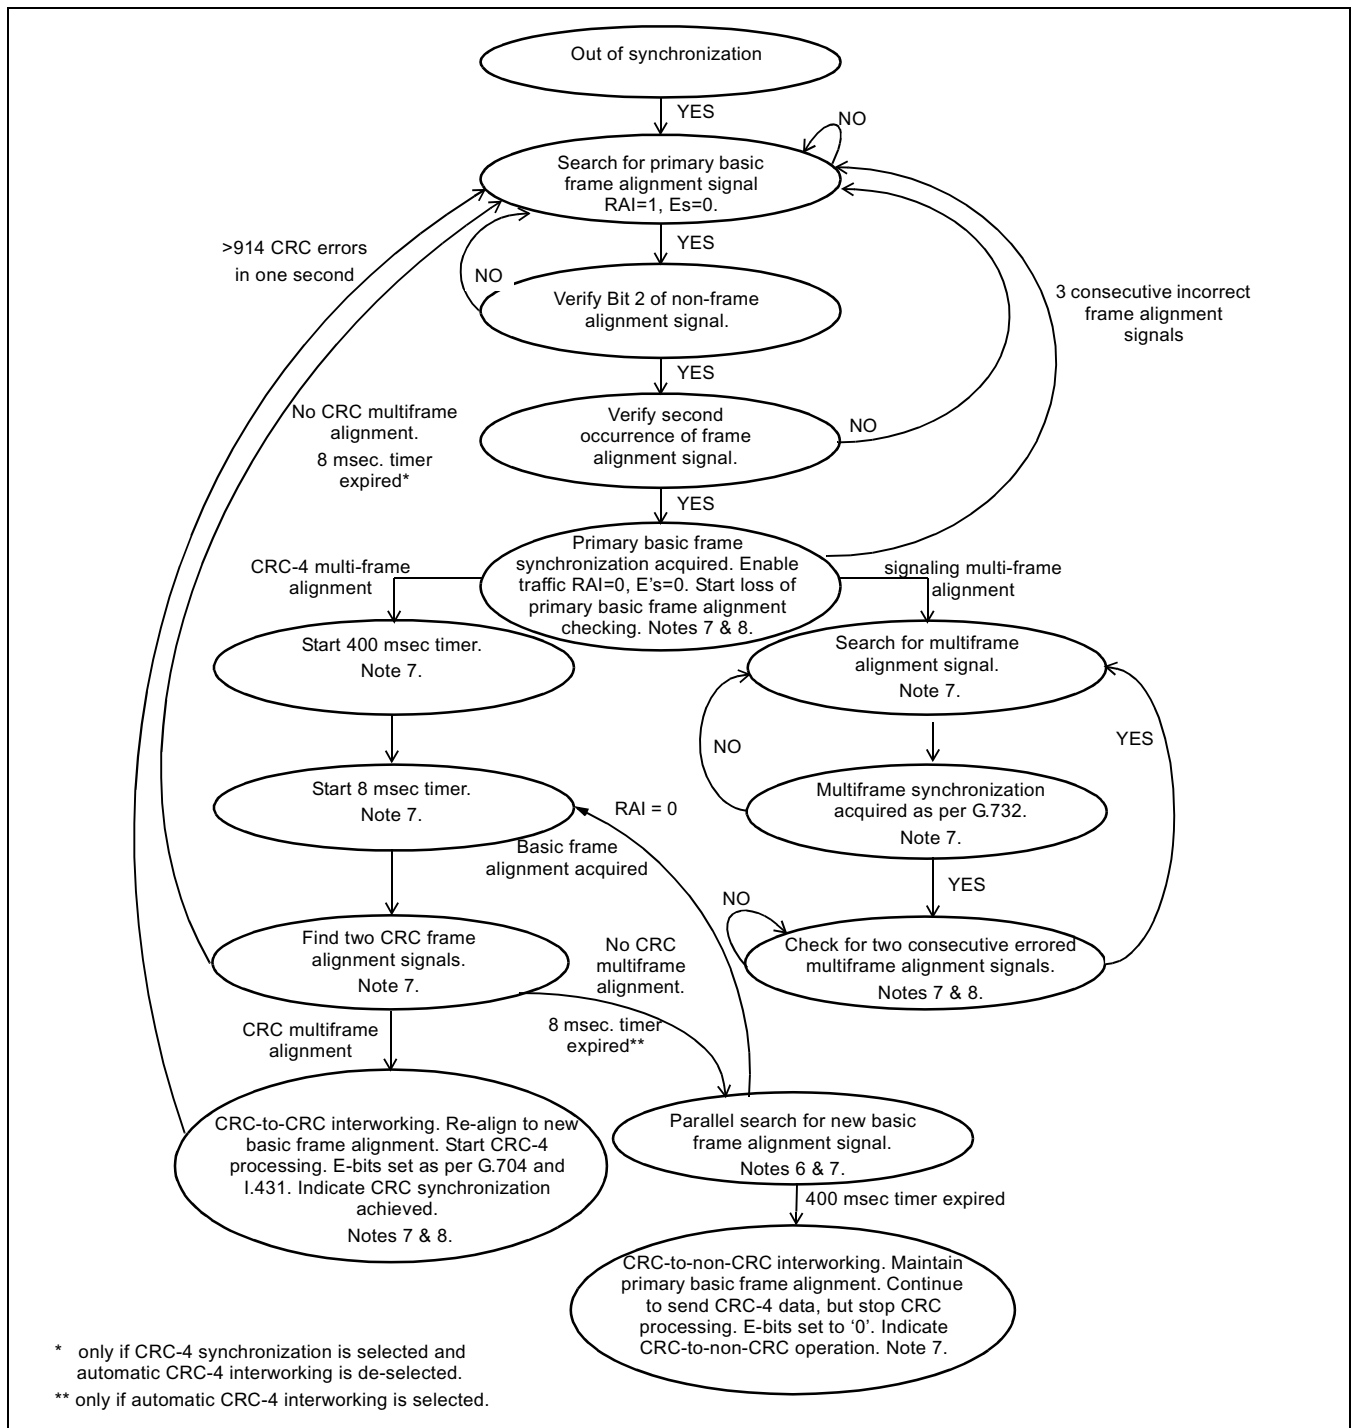 Out of synchronization
YES
NO
Search for primary basic
frame alignment signal
RAI=1, Es=0.
>914 CRC errors
in one second
YES
NO
Verify Bit 2 of non-frame
alignment signal.
3 consecutive incorrect
frame alignment
signals
YES
No CRC multiframe
alignment.
8 msec. timer
expired*
Verify second
occurrence of frame
alignment signal.
NO
YES
Primary basic frame
synchronization acquired. Enable
traffic RAI=0, E's=0. Start loss of
primary basic frame alignment
checking. Notes 7 & 8.
CRC-4 multi-frame
alignment
signaling multi-frame
alignment
Start 400 msec timer.
Note 7.
Search for multiframe
alignment signal.
Note 7.
NO
YES
Start 8 msec timer.
Note 7.
RAI = 0
Basic frame
alignment acquired
Multiframe synchronization
acquired as per G.732.
Note 7.
YES
NO
Find two CRC frame
alignment signals.
Note 7.
No CRC
multiframe
alignment.
8 msec. timer
expired**
Check for two consecutive errored
multiframe alignment signals.
Notes 7 & 8.
CRC multiframe
alignment
CRC-to-CRC interworking. Re-align to new
basic frame alignment. Start CRC-4
processing. E-bits set as per G.704 and
I.431. Indicate CRC synchronization
achieved.
Notes 7 & 8.
Parallel search for new basic
frame alignment signal.
Notes 6 & 7.
400 msec timer expired
CRC-to-non-CRC interworking. Maintain
primary basic frame alignment. Continue
to send CRC-4 data, but stop CRC
processing. E-bits set to ‘0’. Indicate
CRC-to-non-CRC operation. Note 7.
* only if CRC-4 synchronization is selected and
automatic CRC-4 interworking is de-selected.
** only if automatic CRC-4 interworking is selected.